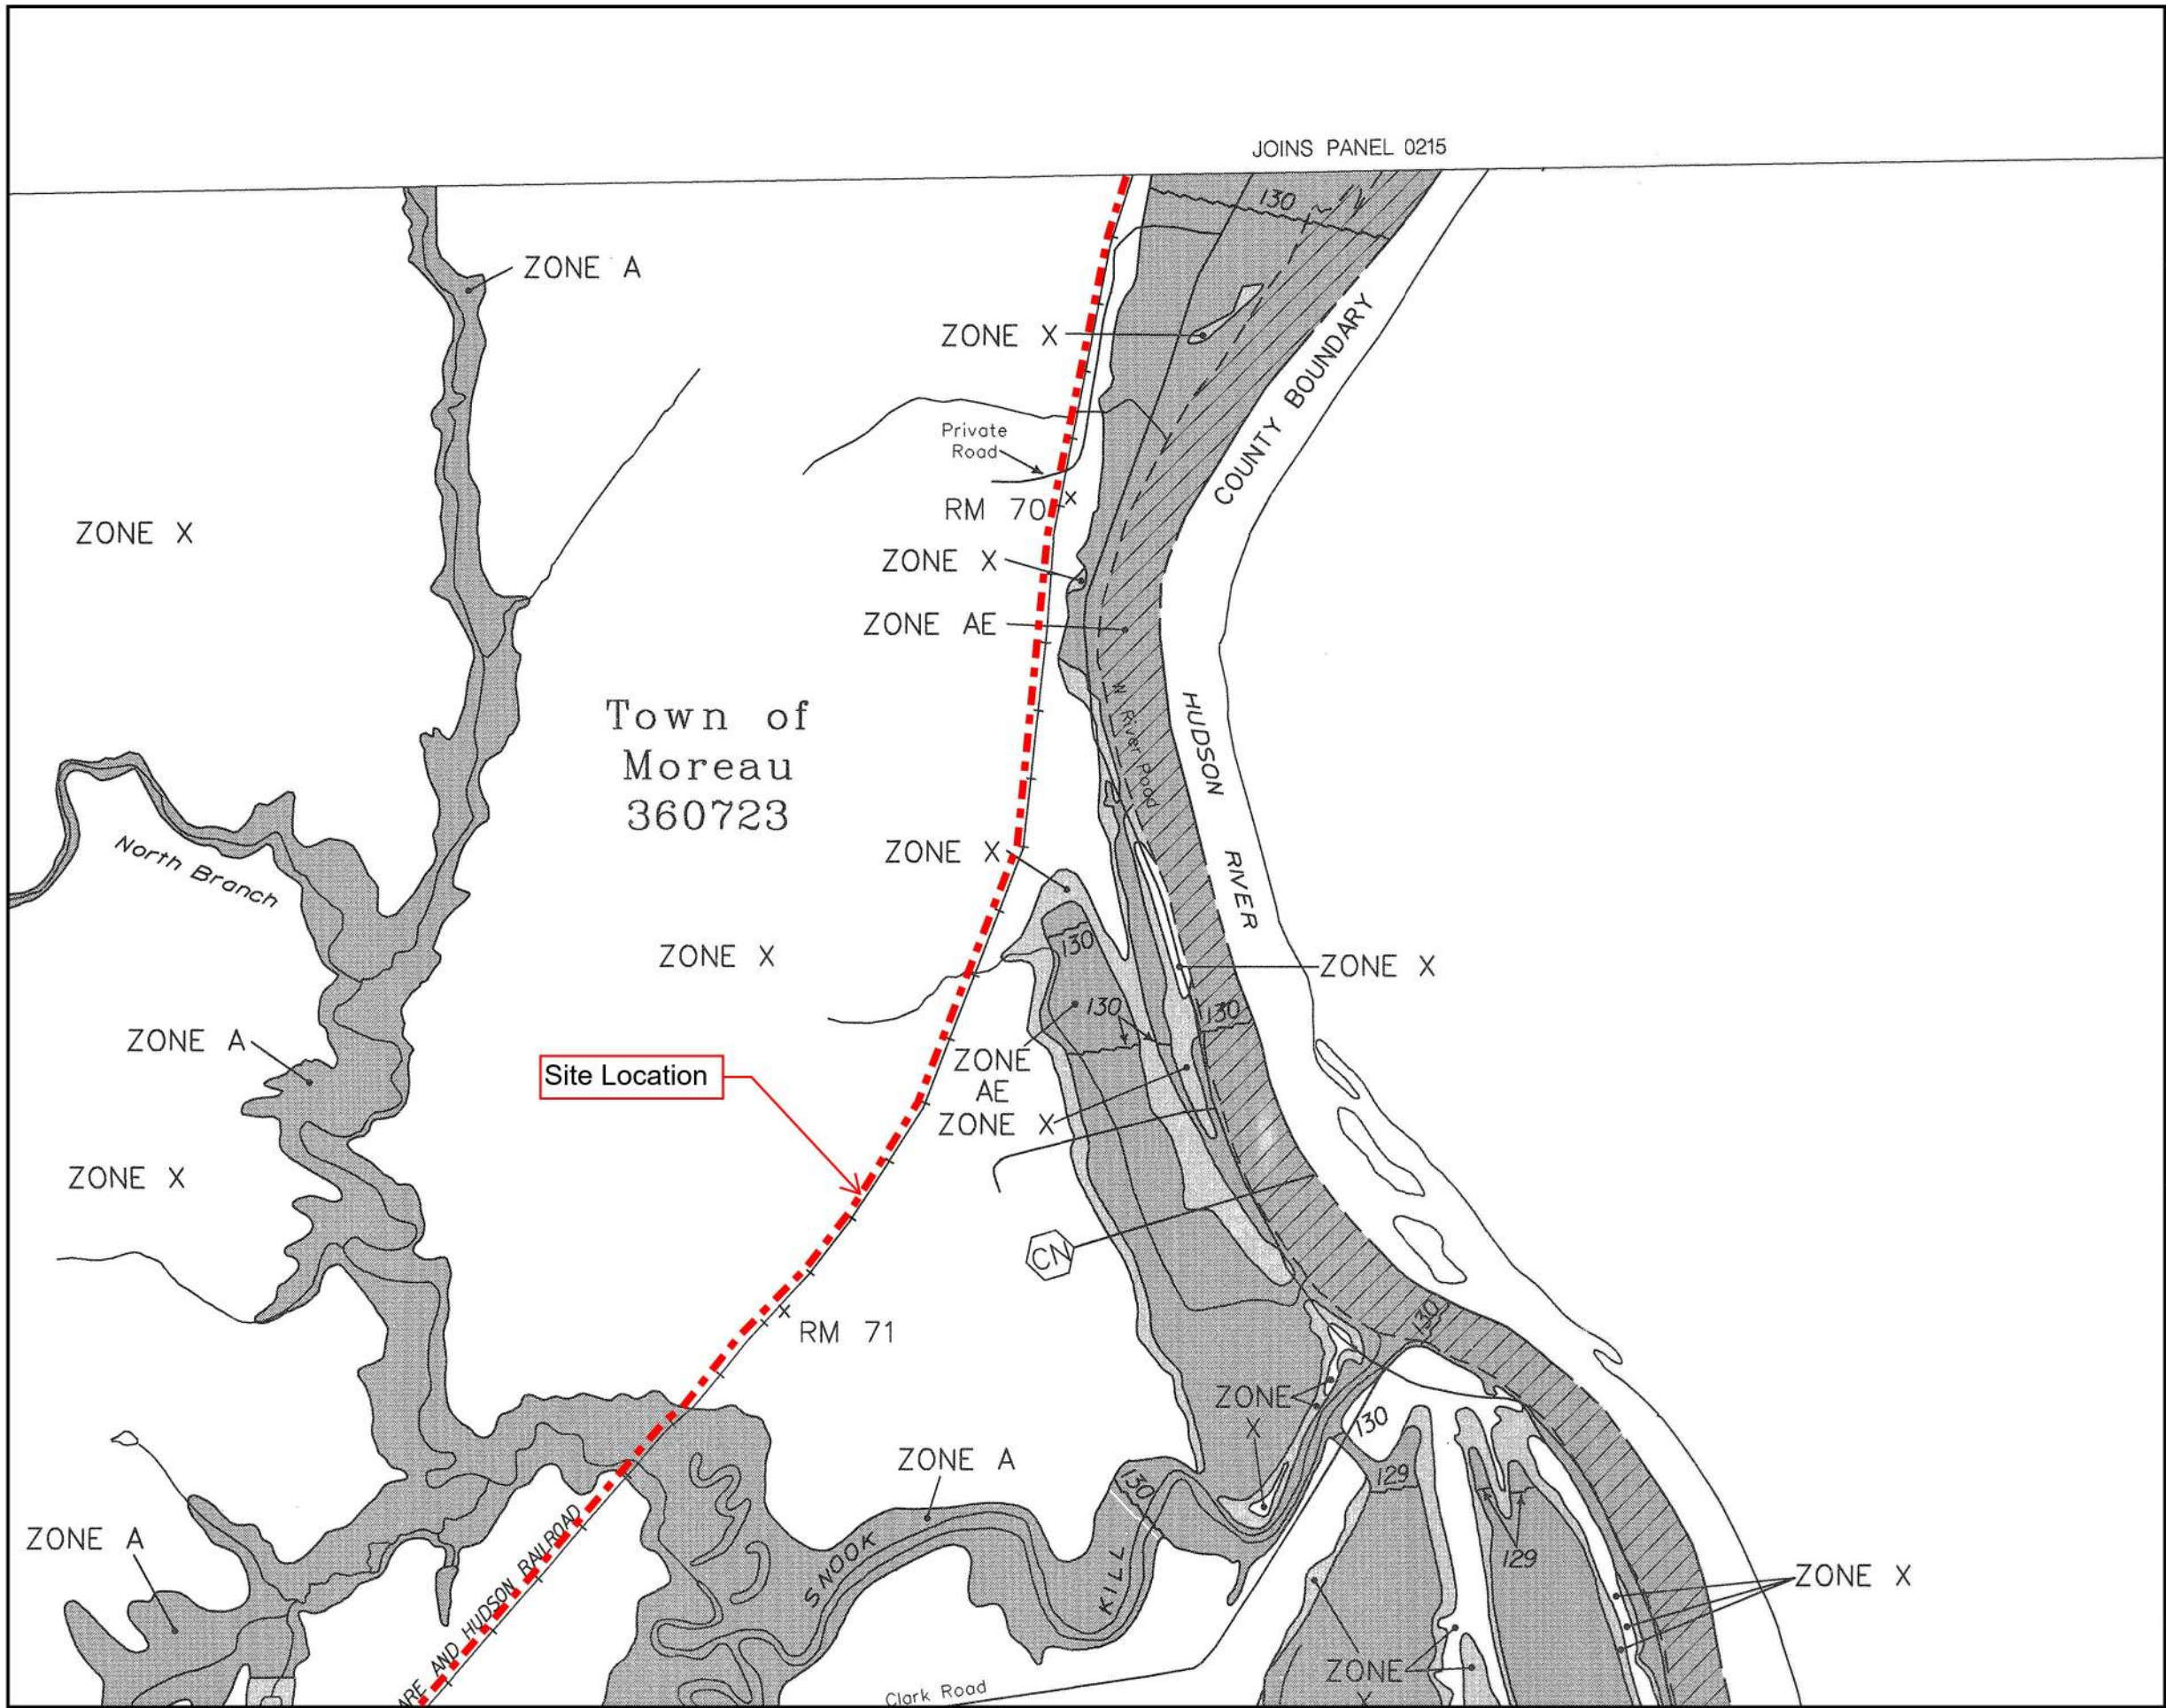 JOINS PANEL 0215
130
ZONE A
ZONE X
COUNTY BOUNDARY
Private
Road
RM 70
ZONE X
ZONE X
ZONE AE
Town of
Moreau
360723
W River Road
HUDSON RIVER
North Branch
ZONE X
130
ZONE X
ZONE X
130
130
ZONE A
ZONE
AE
Site Location
ZONE X
ZONE X
CN
130
RM 71
ZONE
X
130
ZONE A
129
130
ZONE A
SNOOK KILL
129
ZONE X
ARE AND HUDSON RAILROAD
ZONE
Clark Road